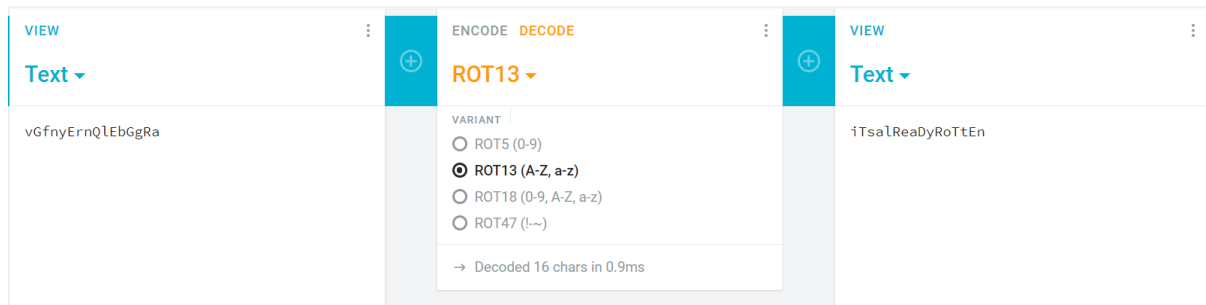 VIEW
Text
vGfnyErnQlEbGgRa
ENCODE DECODE
ROT13
VARIANT
ROT5 (0-9)
ROT13 (A-Z, a-z)
ROT18 (0-9, A-Z, a-z)
ROT47 (!-~)
→ Decoded 16 chars in 0.9ms
VIEW
Text
iTsalReaDyRoTtEn